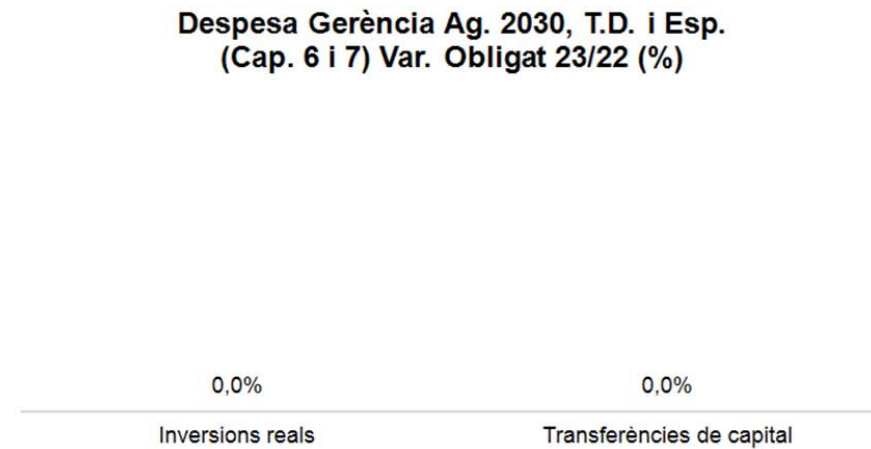 Despesa Gerència Ag. 2030, T.D. i Esp.
(Cap. 6 i 7) Var. Obligat 23/22 (%)
0,0% 0,0%
Inversions reals Transferències de capital